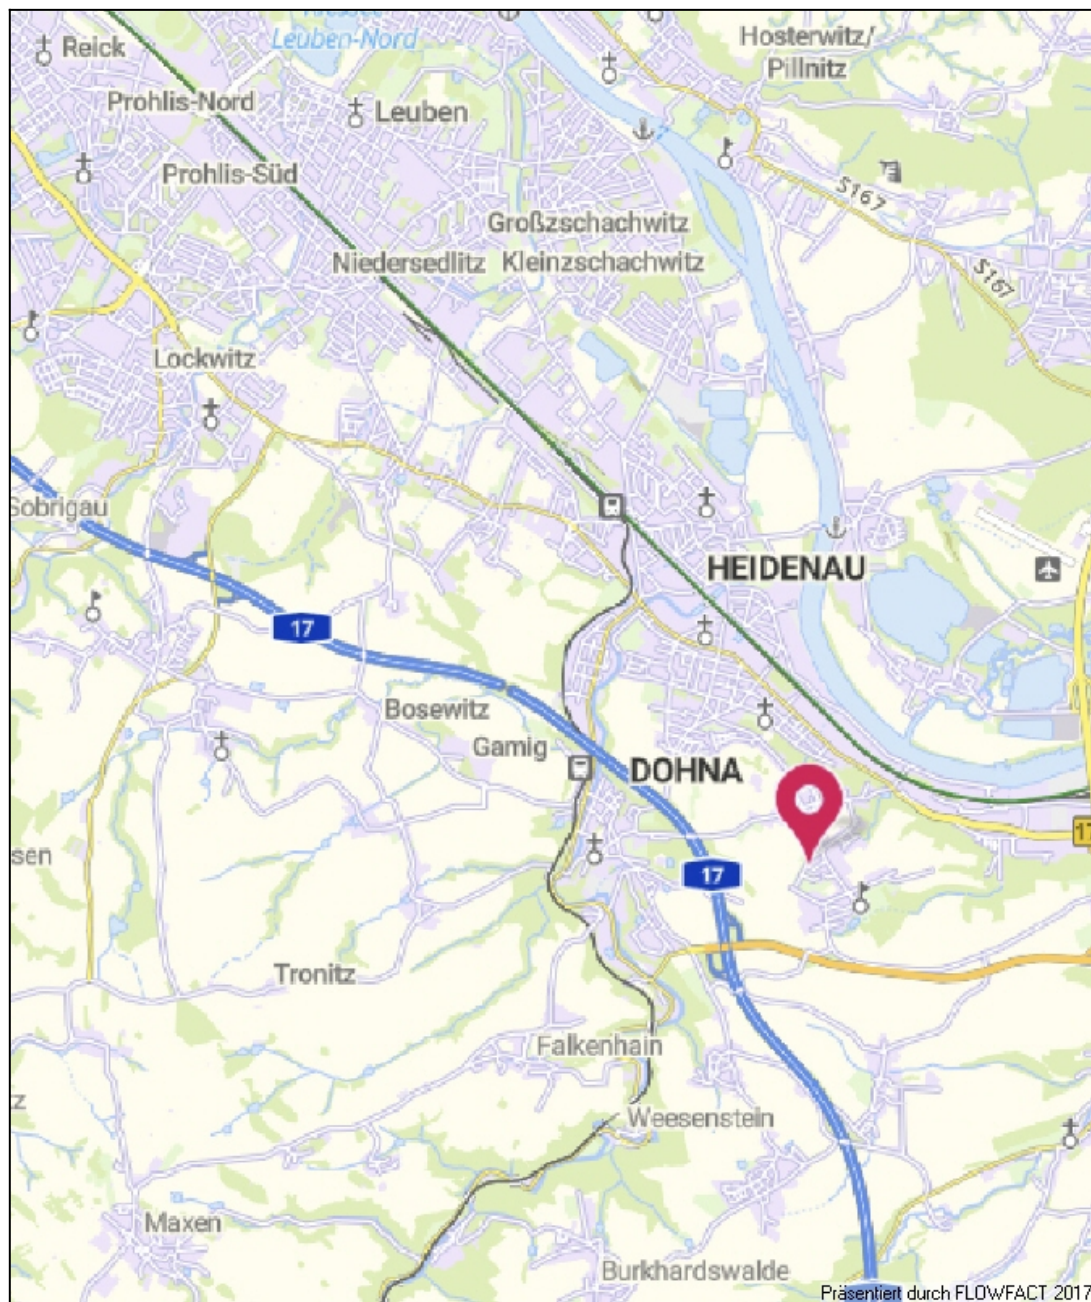 Leuben-Nord
Hosterwitz/
Pillnitz
Reick
Prohlis-Nord
Leuben
Prohlis-Süd
S167
Großzschachwitz
Niedersedlitz
Kleinzschachwitz
S167
Lockwitz
Sobrigau
HEIDENAU
17
Bosewitz
Gamig
DOHNA
17
sen
17
Tronitz
Falkenhain
z
Weesenstein
Maxen
Burkhardswalde
Präsentiert durch FLOWFACT 2017